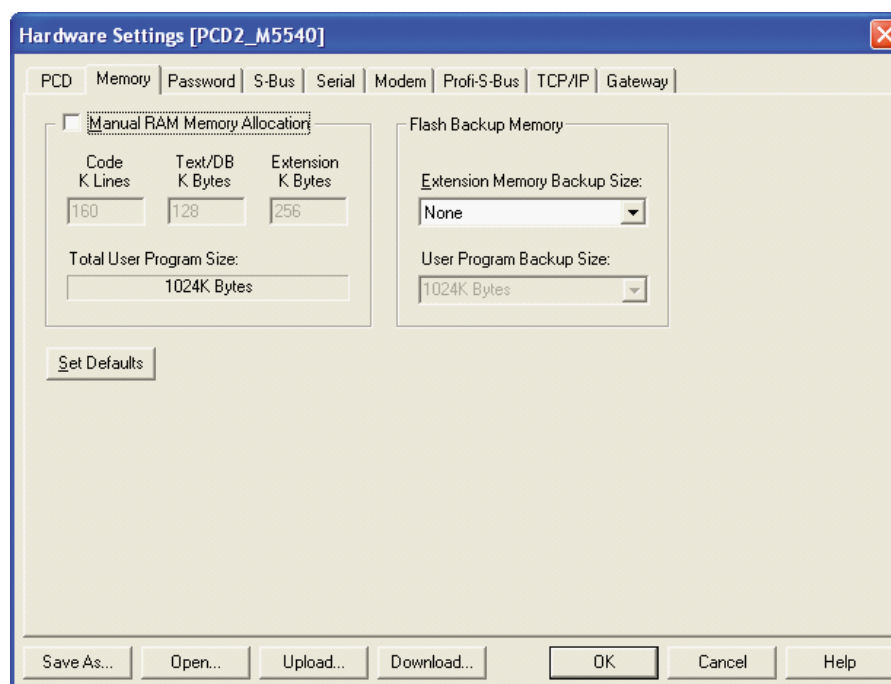 Hardware Settings [PCD2_M5540]
PCD Memory Password S-Bus Serial Modem Profi-S-Bus TCP/IP Gateway
Manual RAM Memory Allocation
Code K Lines
Text/DB K Bytes
Extension K Bytes
160 128 256
Total User Program Size:
1024K Bytes
Flash Backup Memory
Extension Memory Backup Size:
None
User Program Backup Size:
1024K Bytes
Set Defaults
Save As... Open... Upload... Download... OK Cancel Help